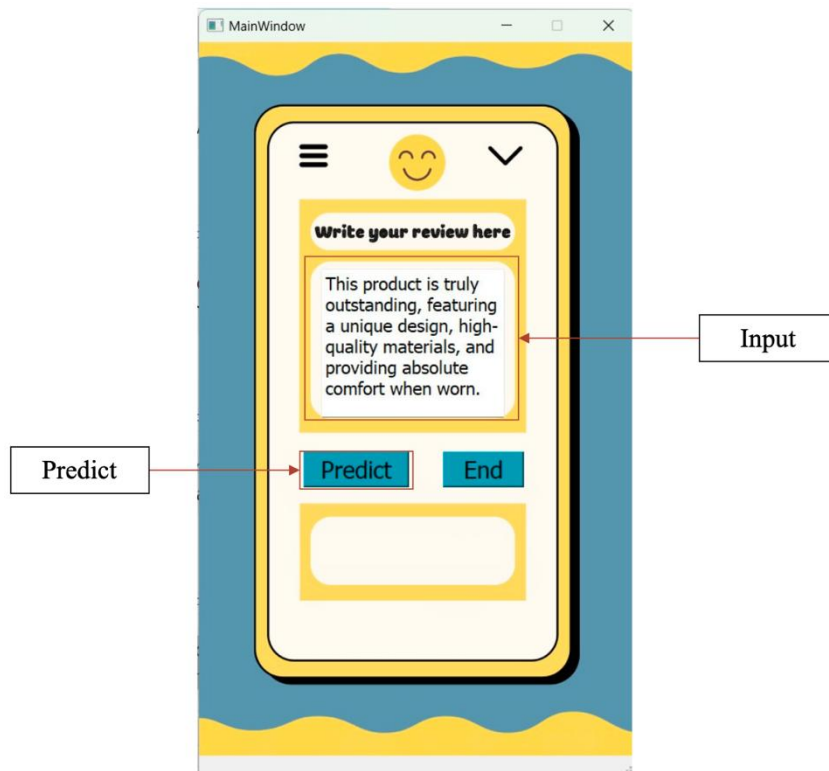 MainWindow
Write your review here
This product is truly
outstanding, featuring
a unique design, high-
quality materials, and
providing absolute
comfort when worn.
Input
Predict
Predict
End